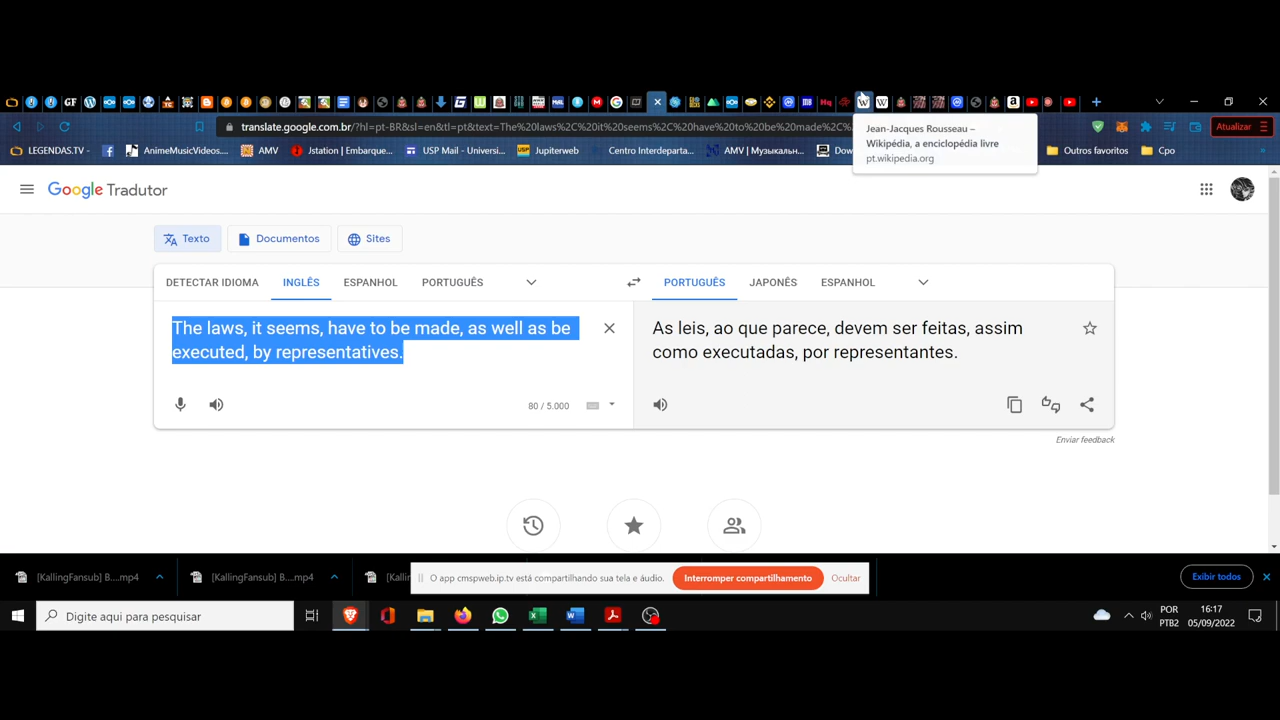 translate.google.com.br/?hl=pt-BR&sl=en&tl=pt&text=The%20laws%2C%20it%20seems%20have%20to%20be%20made%2C%
Atualizar
Jean-Jacques Rousseau –
Wikipédia, a enciclopédia livre
pt.wikipedia.org
LEGENDAS.TV
AnimeMusicVideos...
AMV
Jstation | Embarque...
USP Mail - Universi...
Jupiterweb
Centro Interdeparta...
AMV | Музыкальн...
Dow
Outros favoritos
Cpo
Google Tradutor
Texto
Documentos
Sites
DETECTAR IDIOMA
INGLÊS
ESPANHOL
PORTUGUÊS
PORTUGUÊS
JAPONÊS
ESPANHOL
The laws, it seems, have to be made, as well as be
executed, by representatives.
As leis, ao que parece, devem ser feitas, assim
como executadas, por representantes.
80 / 5.000
Enviar feedback
[KallingFansub] B....mp4
[KallingFansub] B....mp4
[Kallin
O app cmspweb.ip.tv está compartilhando sua tela e áudio.
Interromper compartilhamento
Ocultar
Exibir todos
Digite aqui para pesquisar
POR
PTB2
16:17
05/09/2022